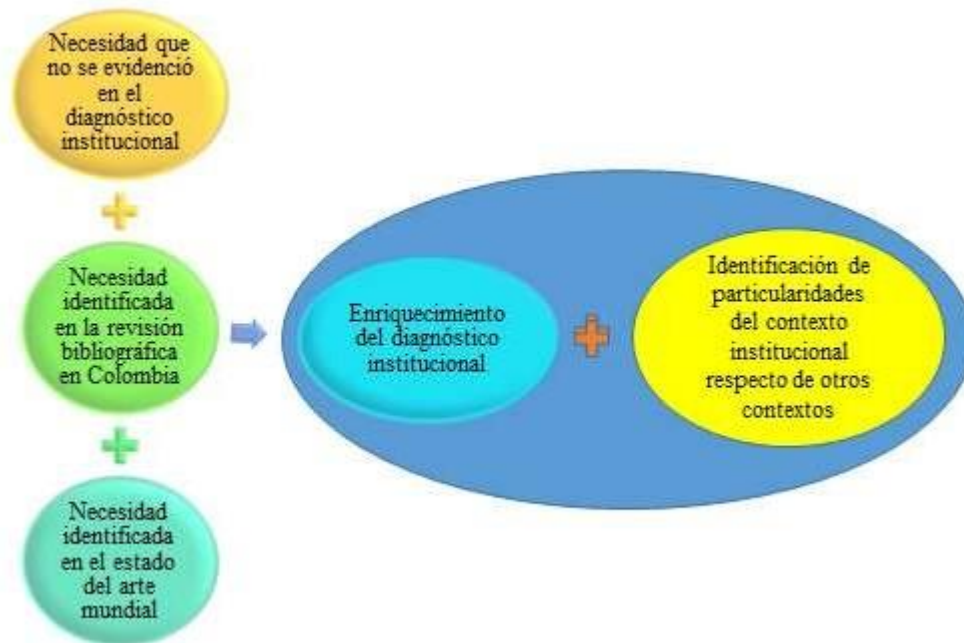 Necesidad que
no se evidenció
en el
diagnóstico
institucional
Necesidad
identificada
en la revisión
bibliográfica
en Colombia
Necesidad
identificada
en el estado
del arte
mundial
Enriquecimiento
del diagnóstico
institucional
Identificación de
particularidades
del contexto
institucional
respecto de otros
contextos